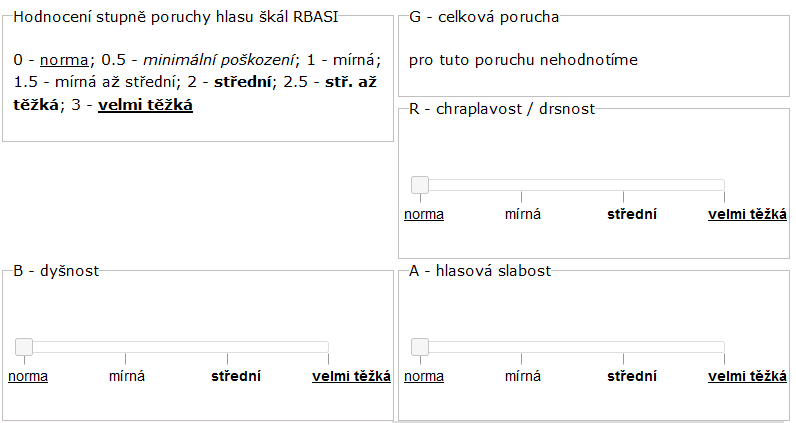 Hodnocení stupně poruchy hlasu škál RBASI
0 - norma; 0.5 - minimální poškození; 1 - mírná;
1.5 - mírná až střední; 2 - střední; 2.5 - stř. až
těžká; 3 - velmi těžká
G - celková porucha
pro tuto poruchu nehodnotíme
R - chraplavost / drsnost
norma mírná střední velmi těžká
B - dyšnost
norma mírná střední velmi těžká
A - hlasová slabost
norma mírná střední velmi těžká